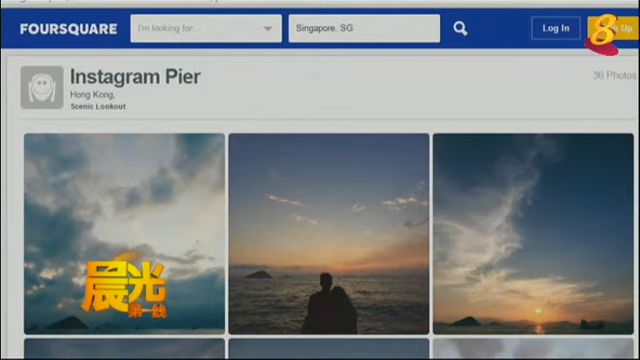 FOURSQUARE
I'm looking for
Singapore, SG
Log In
Up
8
Instagram Pier
Hong Kong,
Scenic Lookout
36 Photos
晨光
第一线